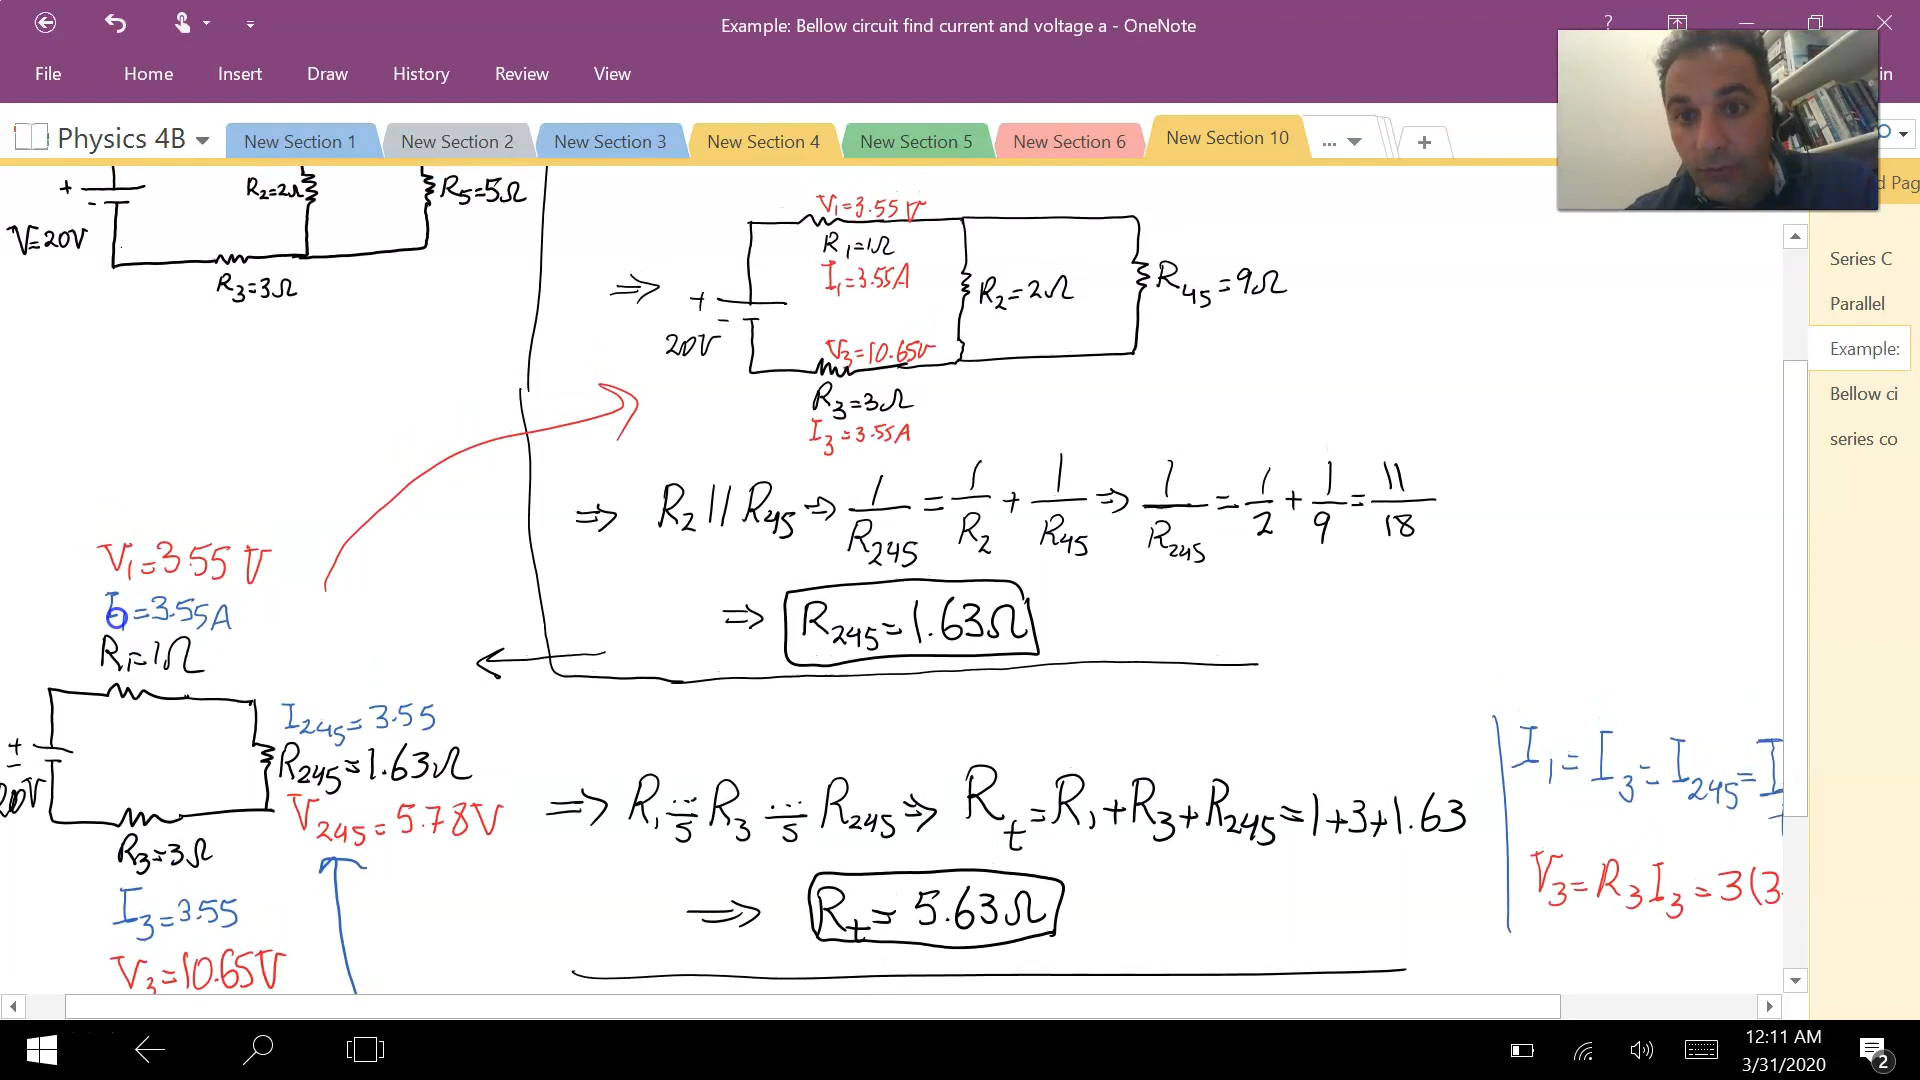 Example: Bellow circuit find current and voltage a - OneNote
?
File Home Insert Draw History Review View
in
Physics 4B
New Section 1 New Section 2 New Section 3 New Section 4 New Section 5 New Section 6 New Section 10 ... +
d Pag
Series C
Parallel
Example:
Bellow ci
series co
+
-
V=20V
R2=2Ω
R5=5Ω
R3=3Ω
V1=3.55 V
R1=1Ω
I1=3.55A
⇒
+
-
20V
R2=2Ω
R45=9Ω
V3=10.65V
R3=3Ω
I3=3.55A
⇒ R2 // R45 ⇒ 1/R245 = 1/R2 + 1/R45 ⇒ 1/R245 = 1/2 + 1/9 = 11/18
⇒ R245=1.63Ω
V1=3.55 V
=3.55A
R1=1Ω
+
-
20V
I245=3.55
R245=1.63Ω
V245=5.78V
R3=3Ω
I3=3.55
V3=10.65V
⇒ R1 ÷ S R3 ÷ S R245 ⇒ Rt=R1+R3+R245=1+3+1.63
⇒ Rt= 5.63Ω
I1=I3=I245=I
V3=R3I3=3(3.
12:11 AM
3/31/2020
2